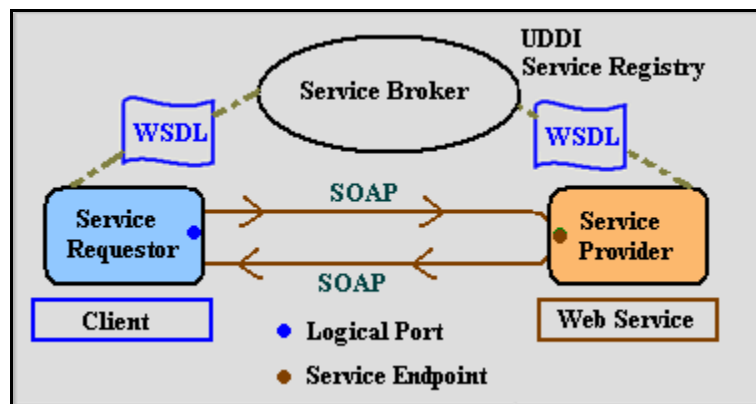 UDDI
Service Registry
Service Broker
WSDL
WSDL
SOAP
Service
Requestor
Service
Provider
SOAP
Client
Web Service
Logical Port
Service Endpoint